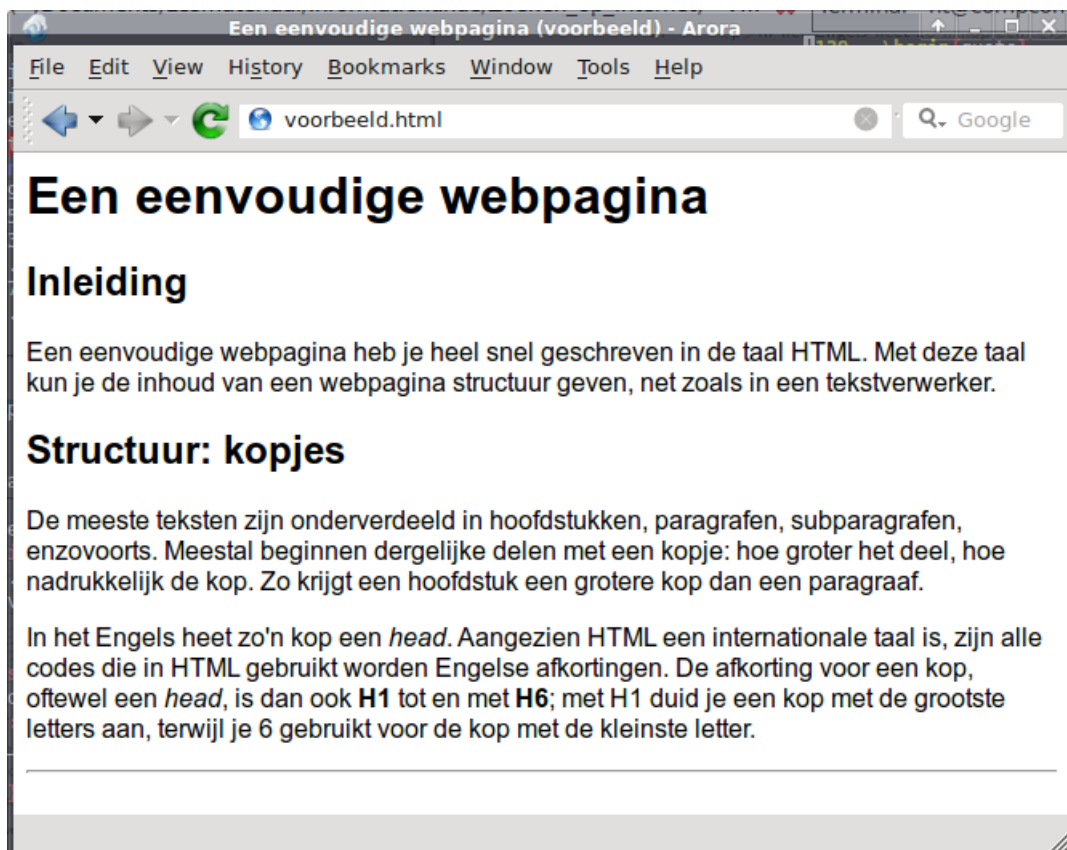 Een eenvoudige webpagina (voorbeeld) - Arora
File Edit View History Bookmarks Window Tools Help
voorbeeld.html Google
Een eenvoudige webpagina
Inleiding
Een eenvoudige webpagina heb je heel snel geschreven in de taal HTML. Met deze taal
kun je de inhoud van een webpagina structuur geven, net zoals in een tekstverwerker.
Structuur: kopjes
De meeste teksten zijn onderverdeeld in hoofdstukken, paragrafen, subparagrafen,
enzovoorts. Meestal beginnen dergelijke delen met een kopje: hoe groter het deel, hoe
nadrukkelijk de kop. Zo krijgt een hoofdstuk een grotere kop dan een paragraaf.
In het Engels heet zo'n kop een head. Aangezien HTML een internationale taal is, zijn alle
codes die in HTML gebruikt worden Engelse afkortingen. De afkorting voor een kop,
oftewel een head, is dan ook H1 tot en met H6; met H1 duid je een kop met de grootste
letters aan, terwijl je 6 gebruikt voor de kop met de kleinste letter.